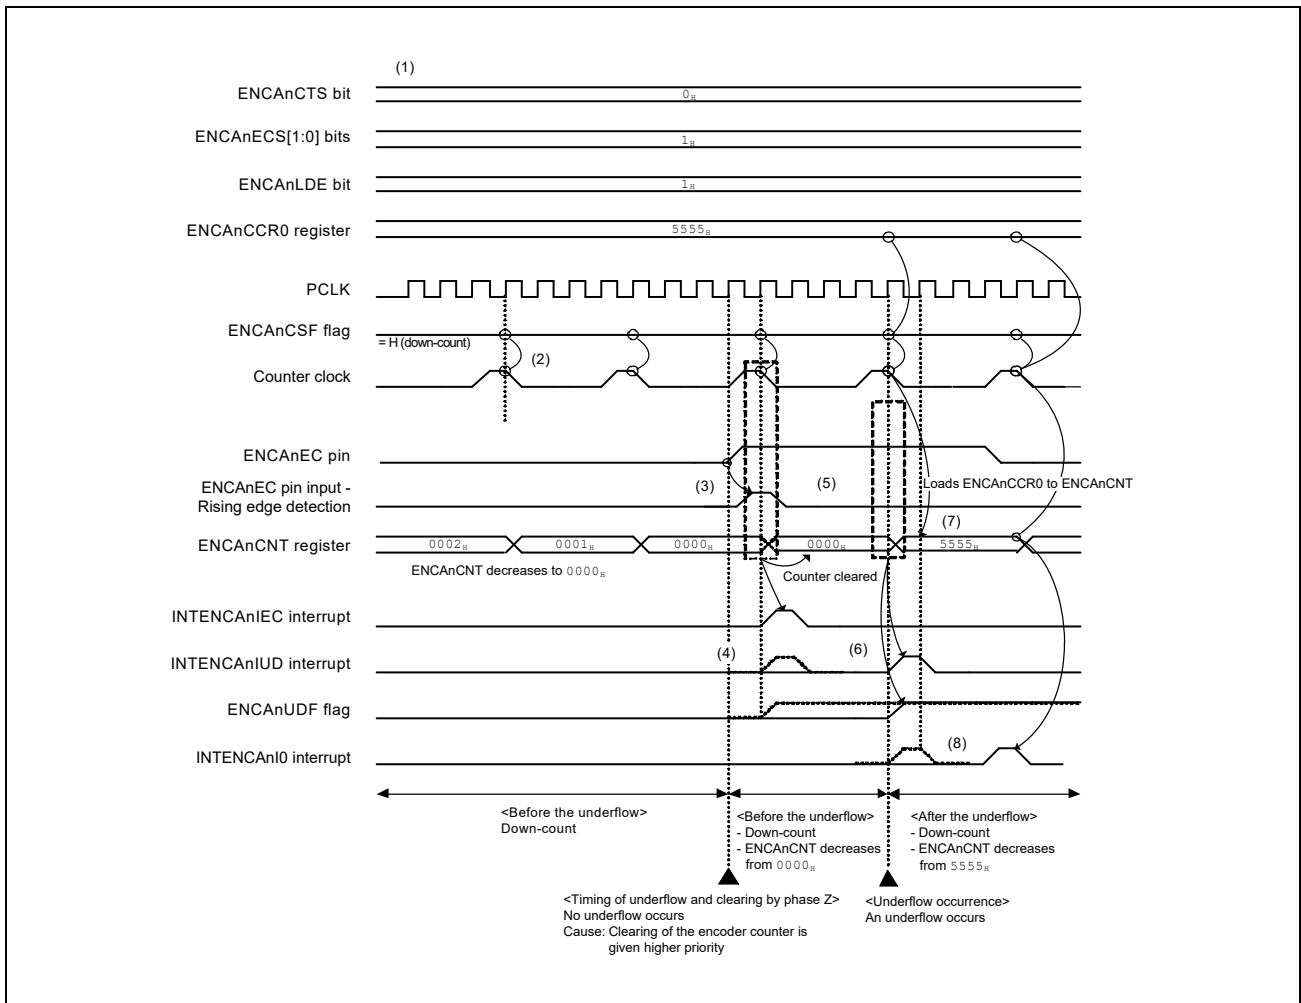 (1)
ENCAnCTS bit
0H
ENCAnECS[1:0] bits
1H
ENCAnLDE bit
1H
ENCAnCCR0 register
5555H
PCLK
ENCAnCSF flag
= H (down-count)
(2)
Counter clock
ENCAnEC pin
ENCAnEC pin input -
Rising edge detection
(3)
(5)
Loads ENCAnCCR0 to ENCAnCNT
(7)
ENCAnCNT register
0002H 0001H 0000H 0000H 5555H
ENCAnCNT decreases to 0000H
Counter cleared
INTENCAnIEC interrupt
INTENCAnIUD interrupt
(4)
(6)
ENCAnUDF flag
INTENCAnI0 interrupt
(8)
<Before the underflow>
Down-count
<Before the underflow>
- Down-count
- ENCAnCNT decreases
from 0000H
<After the underflow>
- Down-count
- ENCAnCNT decreases
from 5555H
<Timing of underflow and clearing by phase Z>
No underflow occurs
Cause: Clearing of the encoder counter is
given higher priority
<Underflow occurrence>
An underflow occurs